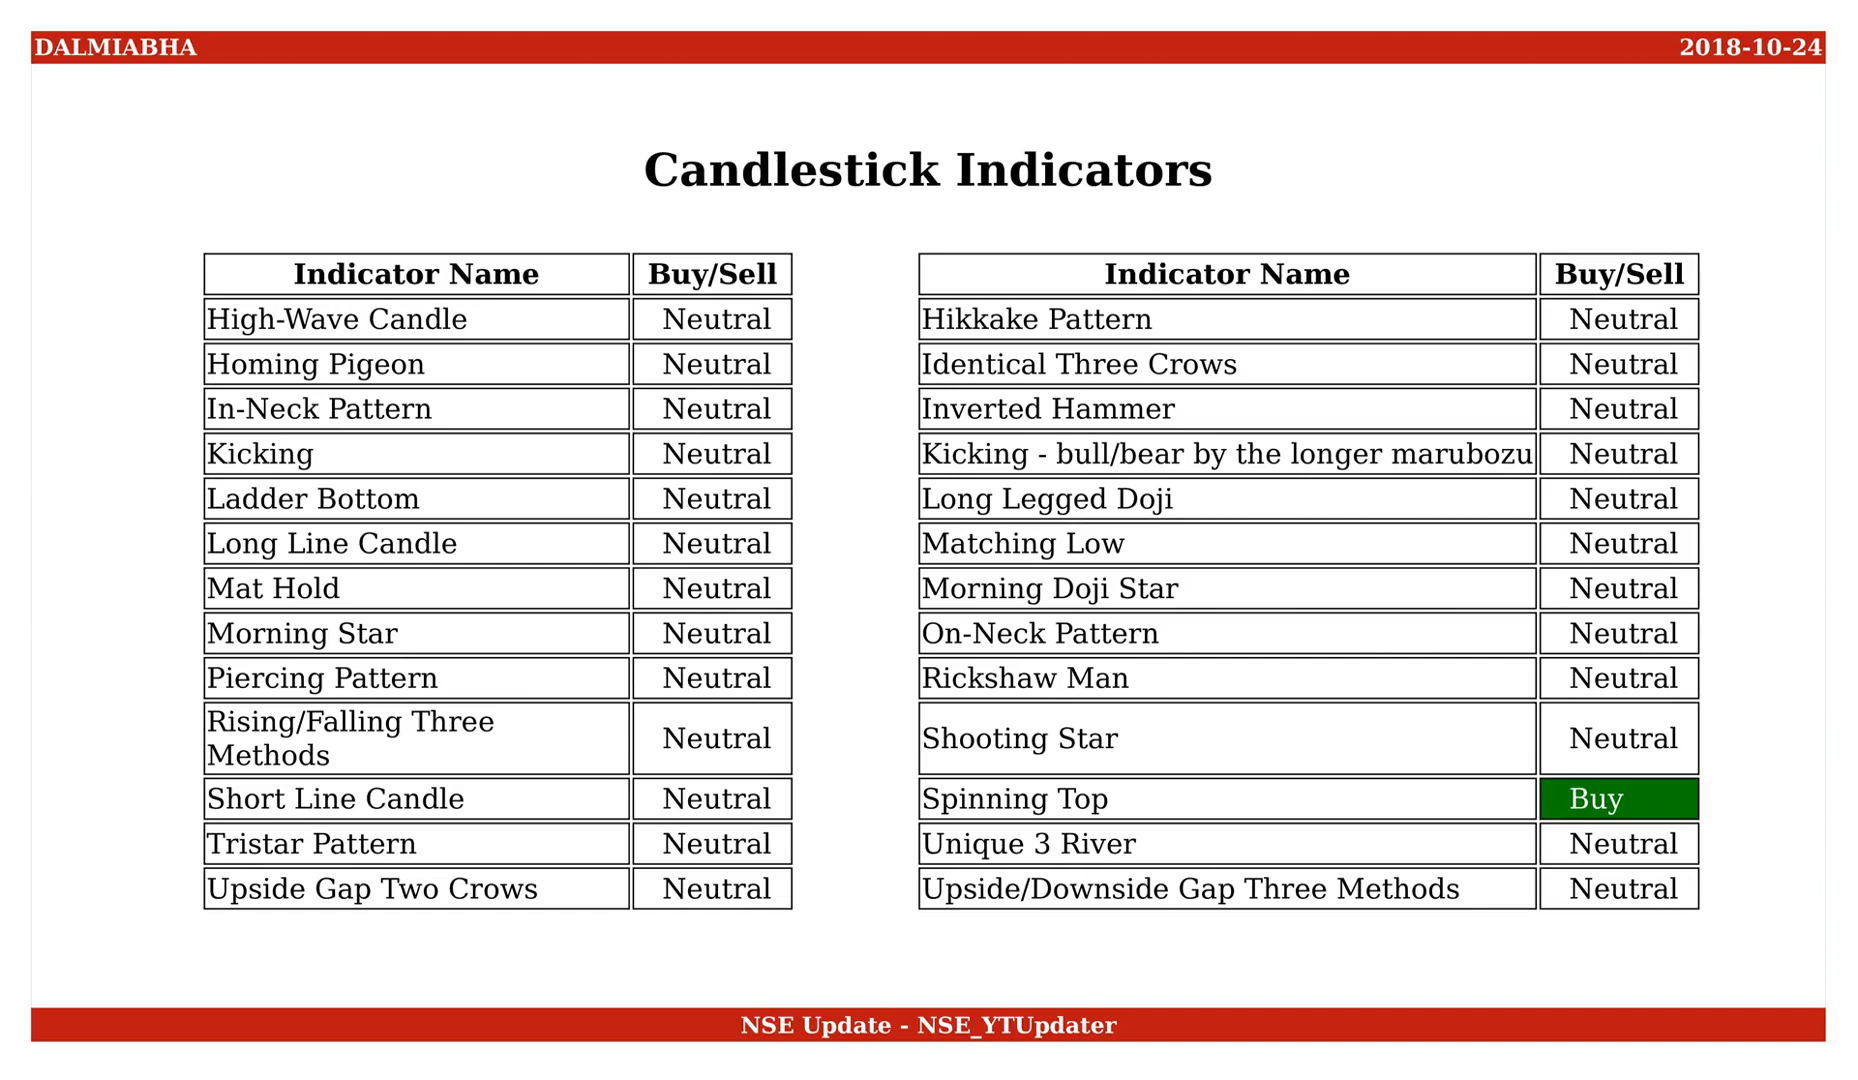 DALMIABHA 2018-10-24
Candlestick Indicators
Indicator Name Buy/Sell Indicator Name Buy/Sell
High-Wave Candle Neutral Hikkake Pattern Neutral
Homing Pigeon Neutral Identical Three Crows Neutral
In-Neck Pattern Neutral Inverted Hammer Neutral
Kicking Neutral Kicking - bull/bear by the longer marubozu Neutral
Ladder Bottom Neutral Long Legged Doji Neutral
Long Line Candle Neutral Matching Low Neutral
Mat Hold Neutral Morning Doji Star Neutral
Morning Star Neutral On-Neck Pattern Neutral
Piercing Pattern Neutral Rickshaw Man Neutral
Rising/Falling Three
Methods Neutral Shooting Star Neutral
Short Line Candle Neutral Spinning Top Buy
Tristar Pattern Neutral Unique 3 River Neutral
Upside Gap Two Crows Neutral Upside/Downside Gap Three Methods Neutral
NSE Update - NSE_YTUpdater